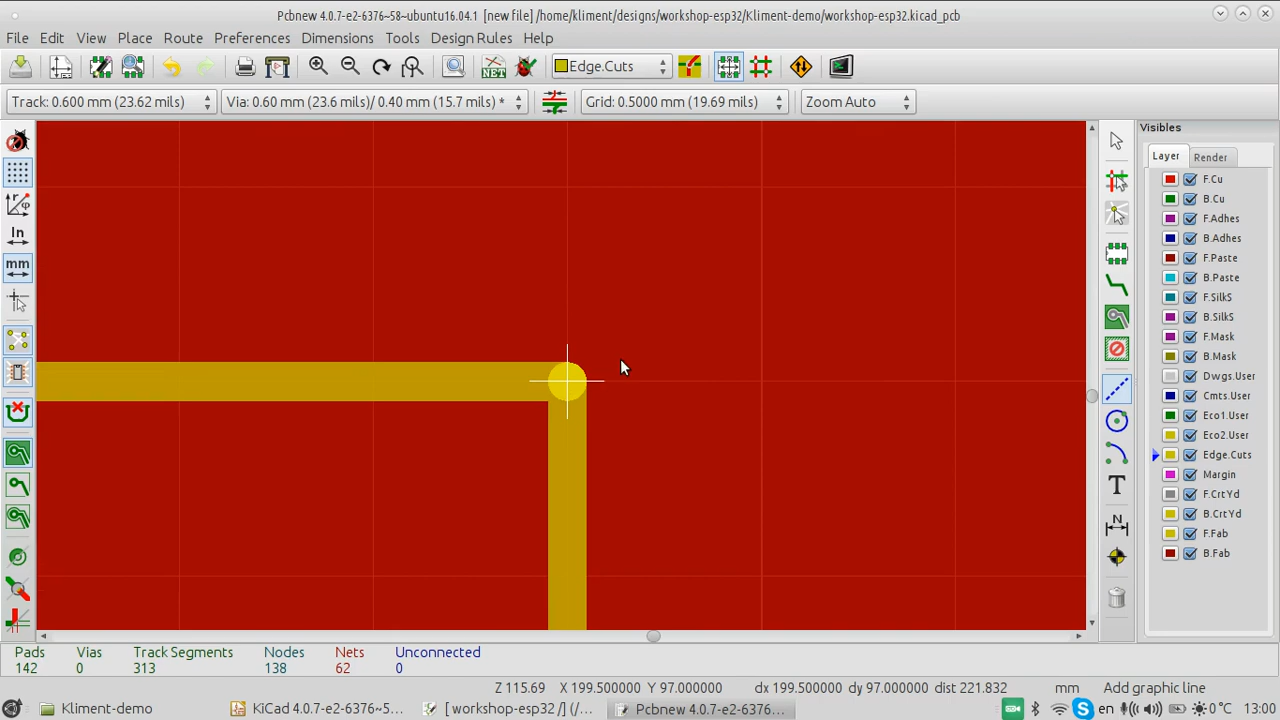 Pcbnew 4.0.7-e2-6376~58~ubuntu16.04.1 [new file] /home/kliment/designs/workshop-esp32/Kliment-demo/workshop-esp32.kicad_pcb
File Edit View Place Route Preferences Dimensions Tools Design Rules Help
NET Edge.Cuts
Track: 0.600 mm (23.62 mils) Via: 0.60 mm (23.6 mils)/ 0.40 mm (15.7 mils) * Grid: 0.5000 mm (19.69 mils) Zoom Auto
Visibles
Layer Render
F.Cu
B.Cu
F.Adhes
B.Adhes
F.Paste
B.Paste
F.SilkS
B.SilkS
F.Mask
B.Mask
Dwgs.User
Cmts.User
Eco1.User
Eco2.User
Edge.Cuts
Margin
F.CrtYd
B.CrtYd
F.Fab
B.Fab
In
mm
T
N
Pads Vias Track Segments Nodes Nets Unconnected
142 0 313 138 62 0
Z 115.69 X 199.500000 Y 97.000000 dx 199.500000 dy 97.000000 dist 221.832 mm Add graphic line
Kliment-demo KiCad 4.0.7-e2-6376~5... [ workshop-esp32 /] (/... Pcbnew 4.0.7-e2-6376~... en 0°C 13:00